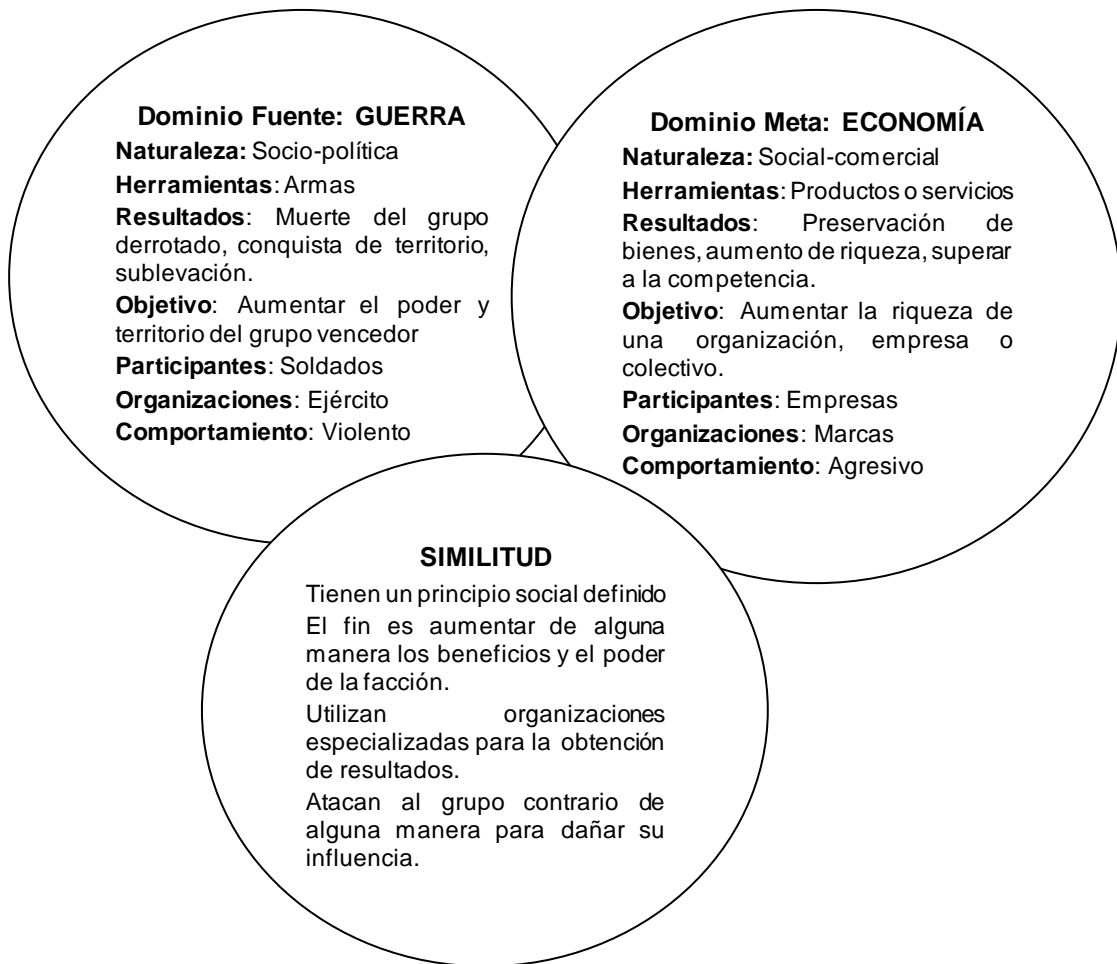 Dominio Fuente: GUERRA
Naturaleza: Socio-política
Herramientas: Armas
Resultados: Muerte del grupo
derrotado, conquista de territorio,
sublevación.
Objetivo: Aumentar el poder y
territorio del grupo vencedor
Participantes: Soldados
Organizaciones: Ejército
Comportamiento: Violento
Dominio Meta: ECONOMÍA
Naturaleza: Social-comercial
Herramientas: Productos o servicios
Resultados: Preservación de
bienes, aumento de riqueza, superar
a la competencia.
Objetivo: Aumentar la riqueza de
una organización, empresa o
colectivo.
Participantes: Empresas
Organizaciones: Marcas
Comportamiento: Agresivo
SIMILITUD
Tienen un principio social definido
El fin es aumentar de alguna
manera los beneficios y el poder
de la facción.
Utilizan organizaciones
especializadas para la obtención
de resultados.
Atacan al grupo contrario de
alguna manera para dañar su
influencia.